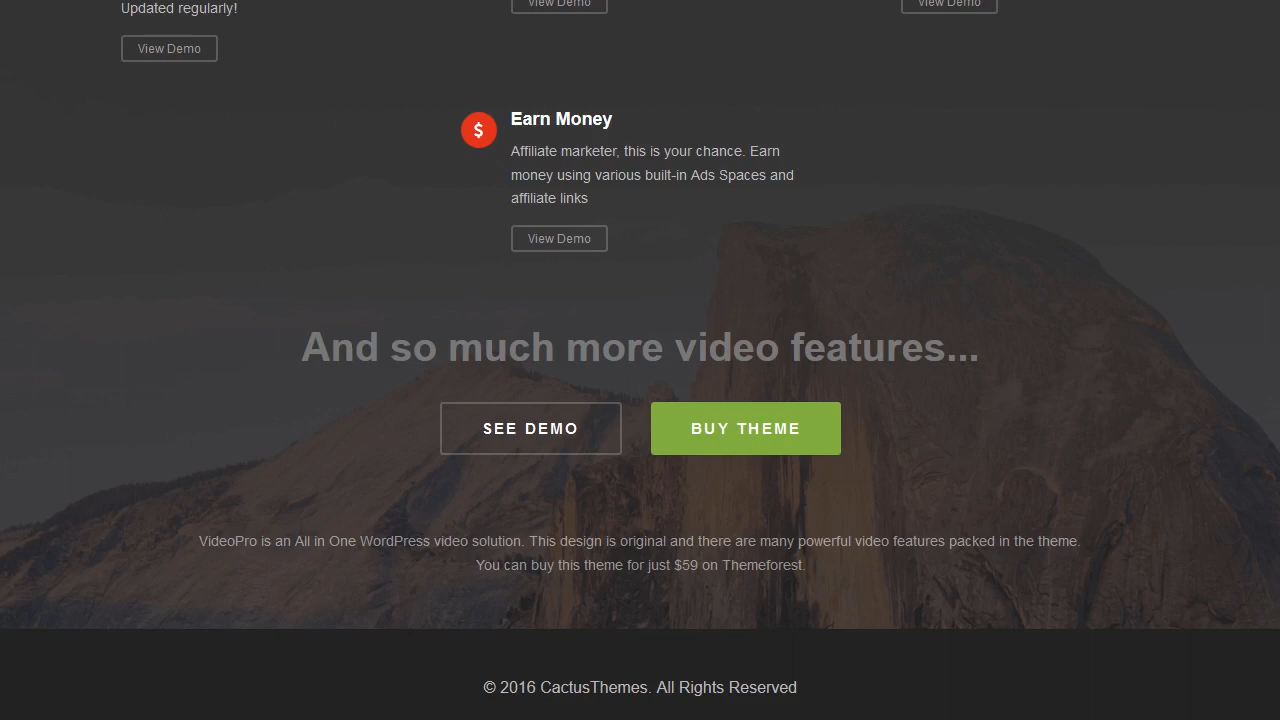 Updated regularly!
View Demo
View Demo
View Demo
$
Earn Money
Affiliate marketer, this is your chance. Earn
money using various built-in Ads Spaces and
affiliate links
View Demo
And so much more video features...
SEE DEMO
BUY THEME
VideoPro is an All in One WordPress video solution. This design is original and there are many powerful video features packed in the theme.
You can buy this theme for just $59 on Themeforest.
© 2016 CactusThemes. All Rights Reserved